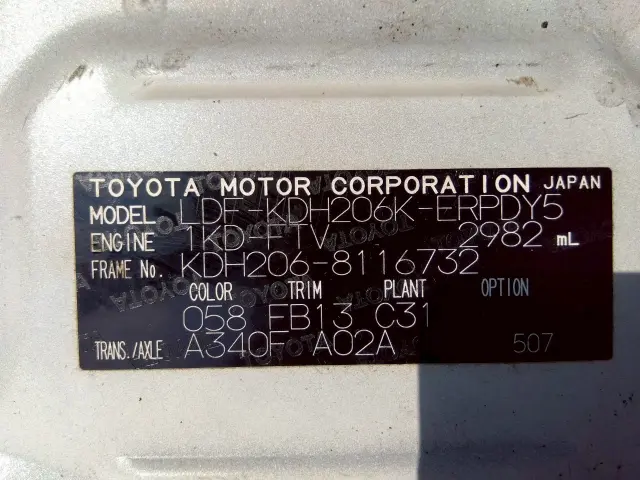 TOYOTA MOTOR CORPORATION JAPAN
MODEL LDF-KDH206K-ERPDY5
ENGINE 1KD-FTV 2982 mL
FRAME No. KDH206-8116732
COLOR TRIM PLANT OPTION
058 FB13 C31
TRANS./AXLE A340F A02A 507